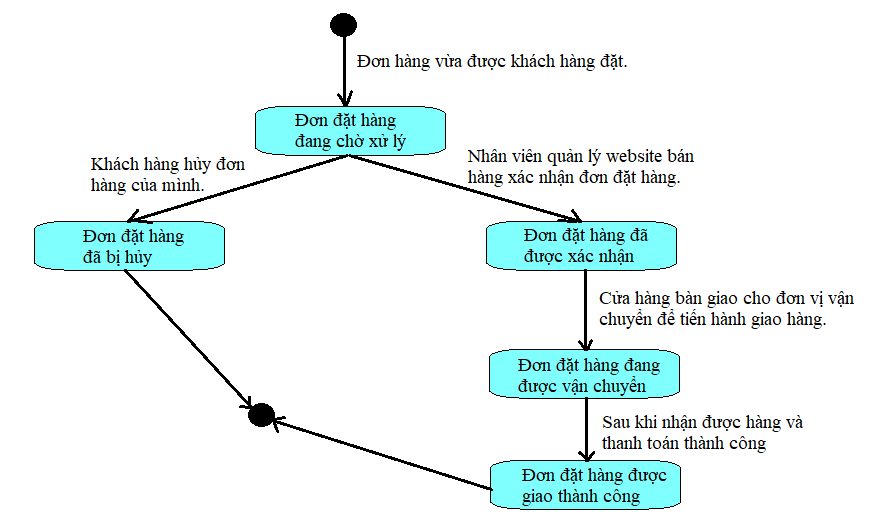 Đơn hàng vừa được khách hàng đặt.
Đơn đặt hàng
đang chờ xử lý
Khách hàng hủy đơn
hàng của mình.
Nhân viên quản lý website bán
hàng xác nhận đơn đặt hàng.
Đơn đặt hàng
đã bị hủy
Đơn đặt hàng đã
được xác nhận
Cửa hàng bàn giao cho đơn vị vận
chuyển để tiến hành giao hàng.
Đơn đặt hàng đang
được vận chuyển
Sau khi nhận được hàng và
thanh toán thành công
Đơn đặt hàng được
giao thành công